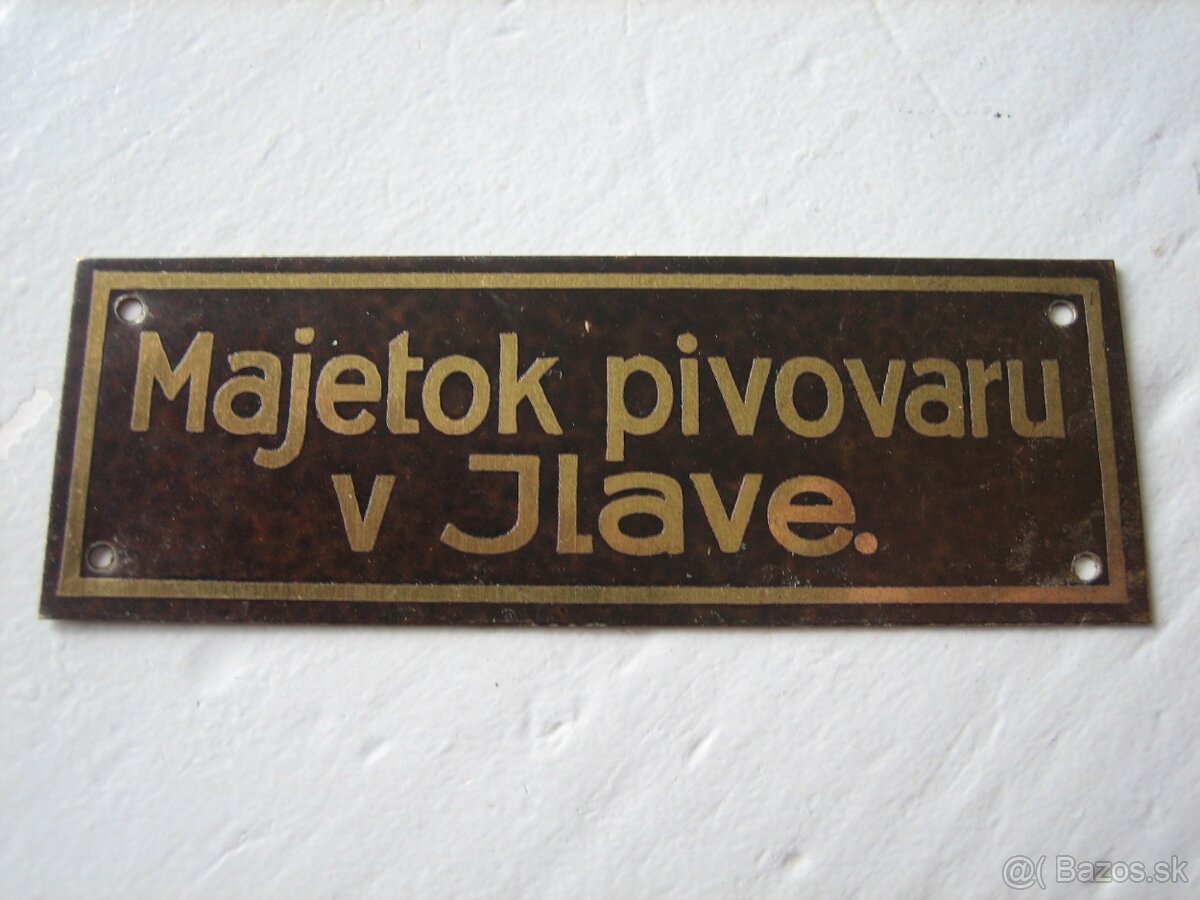 Majetok pivovaru
v Jlave.
@( Bazos.sk